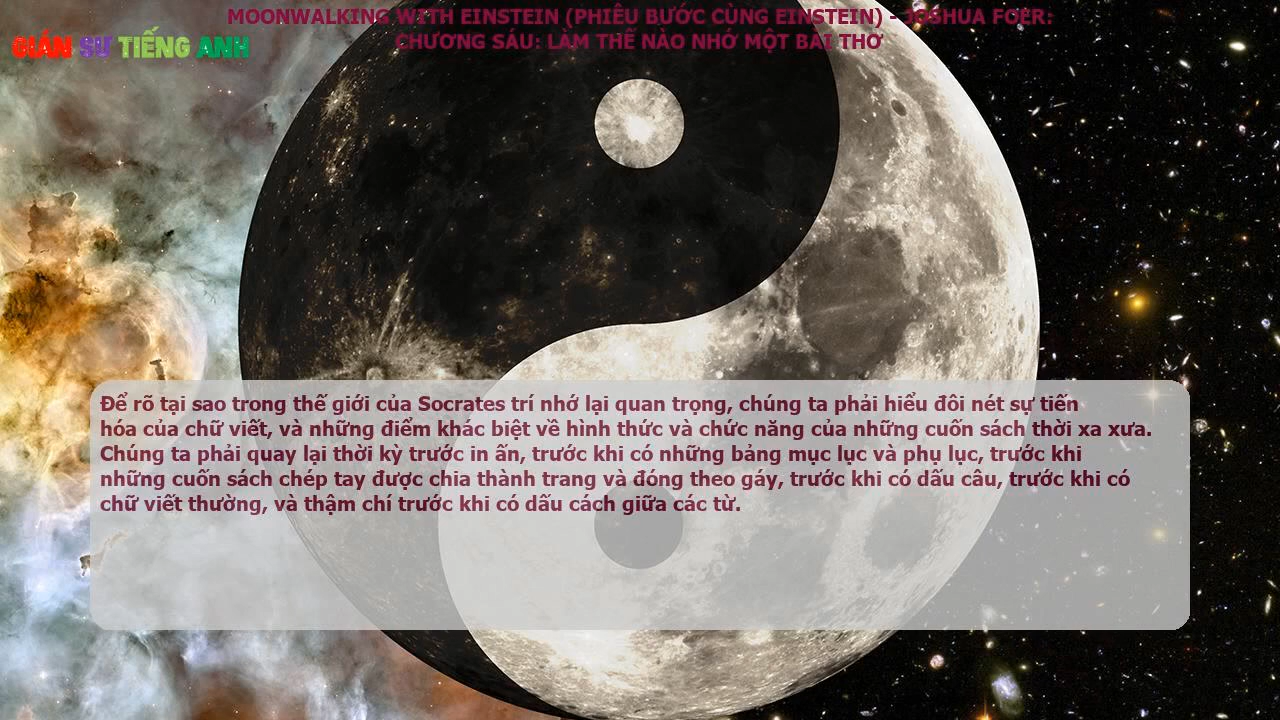 MOONWALKING WITH EINSTEIN (PHIÊU BƯỚC CÙNG EINSTEIN) - JOSHUA FOER:
CHƯƠNG SÁU: LÀM THẾ NÀO NHỚ MỘT BÀI THƠ
GIÁN SỰ TIẾNG ANH
Để rõ tại sao trong thế giới của Socrates trí nhớ lại quan trọng, chúng ta phải hiểu đôi nét sự tiến
hóa của chữ viết, và những điểm khác biệt về hình thức và chức năng của những cuốn sách thời xa xưa.
Chúng ta phải quay lại thời kỳ trước in ấn, trước khi có những bảng mục lục và phụ lục, trước khi
những cuốn sách chép tay được chia thành trang và đóng theo gáy, trước khi có dấu câu, trước khi có
chữ viết thường, và thậm chí trước khi có dấu cách giữa các từ.